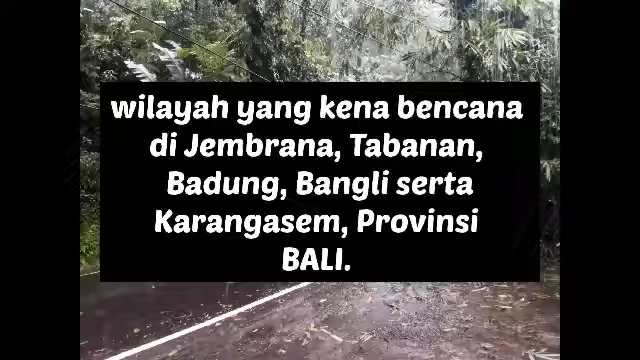 wilayah yang kena bencana
di Jembrana, Tabanan,
Badung, Bangli serta
Karangasem, Provinsi
BALI.